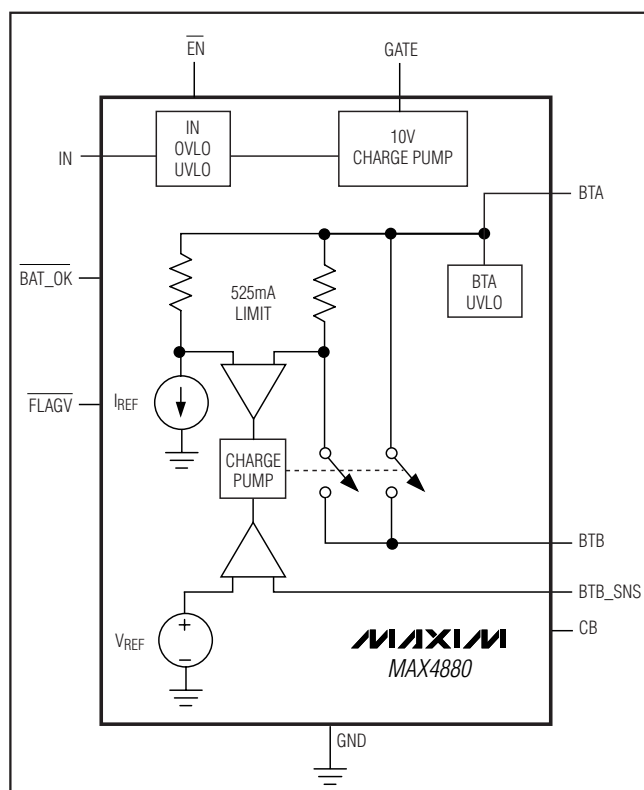 EN
GATE
IN
OVLO
UVLO
10V
CHARGE PUMP
IN
BTA
BAT_OK
525mA
LIMIT
BTA
UVLO
FLAGV
IREF
CHARGE
PUMP
BTB
BTB_SNS
VREF
+
−
CB
MAXIM
MAX4880
GND